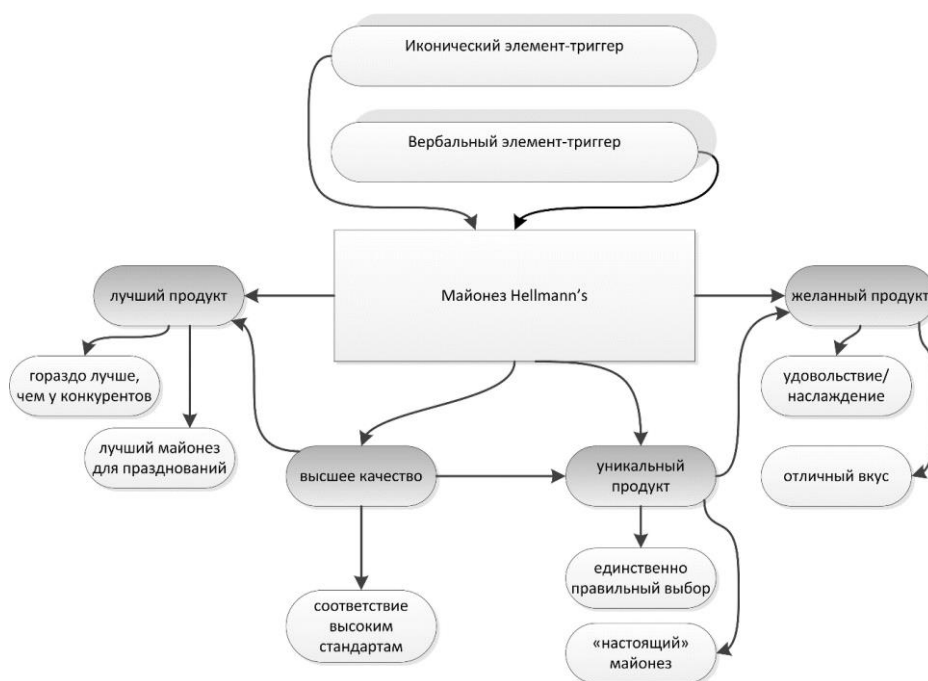 Иконический элемент-триггер
Вербальный элемент-триггер
Майонез Hellmann’s
лучший продукт
желанный продукт
гораздо лучше,
чем у конкурентов
удовольствие/
наслаждение
лучший майонез
для празднований
высшее качество
уникальный
продукт
отличный вкус
единственно
правильный выбор
соответствие
высоким
стандартам
«настоящий»
майонез